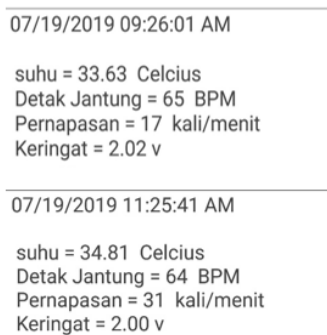 07/19/2019 09:26:01 AM
suhu = 33.63 Celcius
Detak Jantung = 65 BPM
Pernapasan = 17 kali/menit
Keringat = 2.02 v
07/19/2019 11:25:41 AM
suhu = 34.81 Celcius
Detak Jantung = 64 BPM
Pernapasan = 31 kali/menit
Keringat = 2.00 v